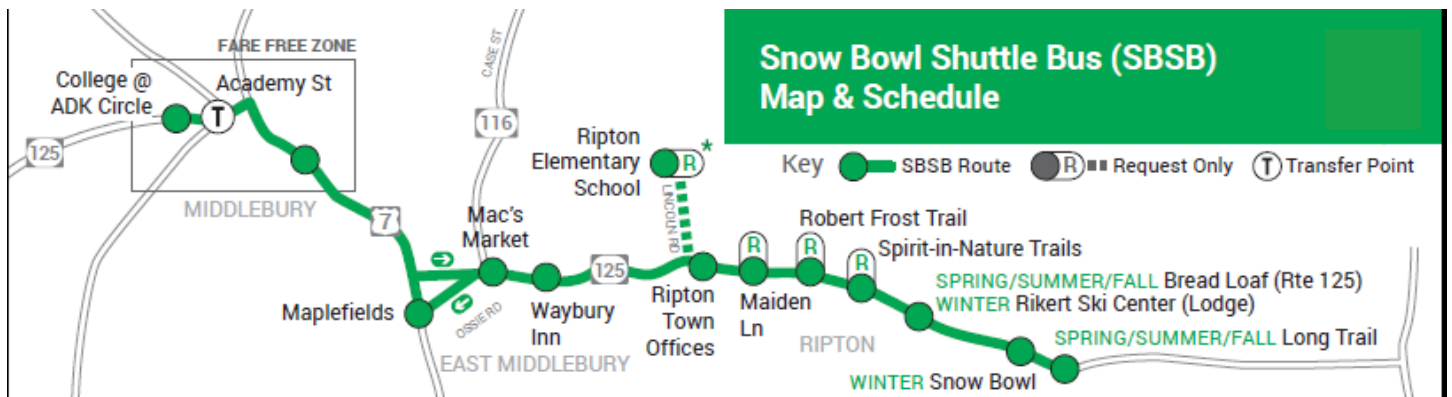 Snow Bowl Shuttle Bus (SBSB)
Map & Schedule
Key
SBSB Route
R
Request Only
T
Transfer Point
FARE FREE ZONE
College @
ADK Circle
Academy St
T
125
MIDDLEBURY
7
CASE ST
116
Mac's
Market
Maplefields
OSSIE RD
Waybury
Inn
EAST MIDDLEBURY
125
Ripton
Elementary
School
R*
LINCOLN RD
Ripton
Town
Offices
R
Maiden
Ln
R
Robert Frost Trail
R
Spirit-in-Nature Trails
RIPTON
SPRING/SUMMER/FALL Bread Loaf (Rte 125)
WINTER Rikert Ski Center (Lodge)
SPRING/SUMMER/FALL Long Trail
WINTER Snow Bowl